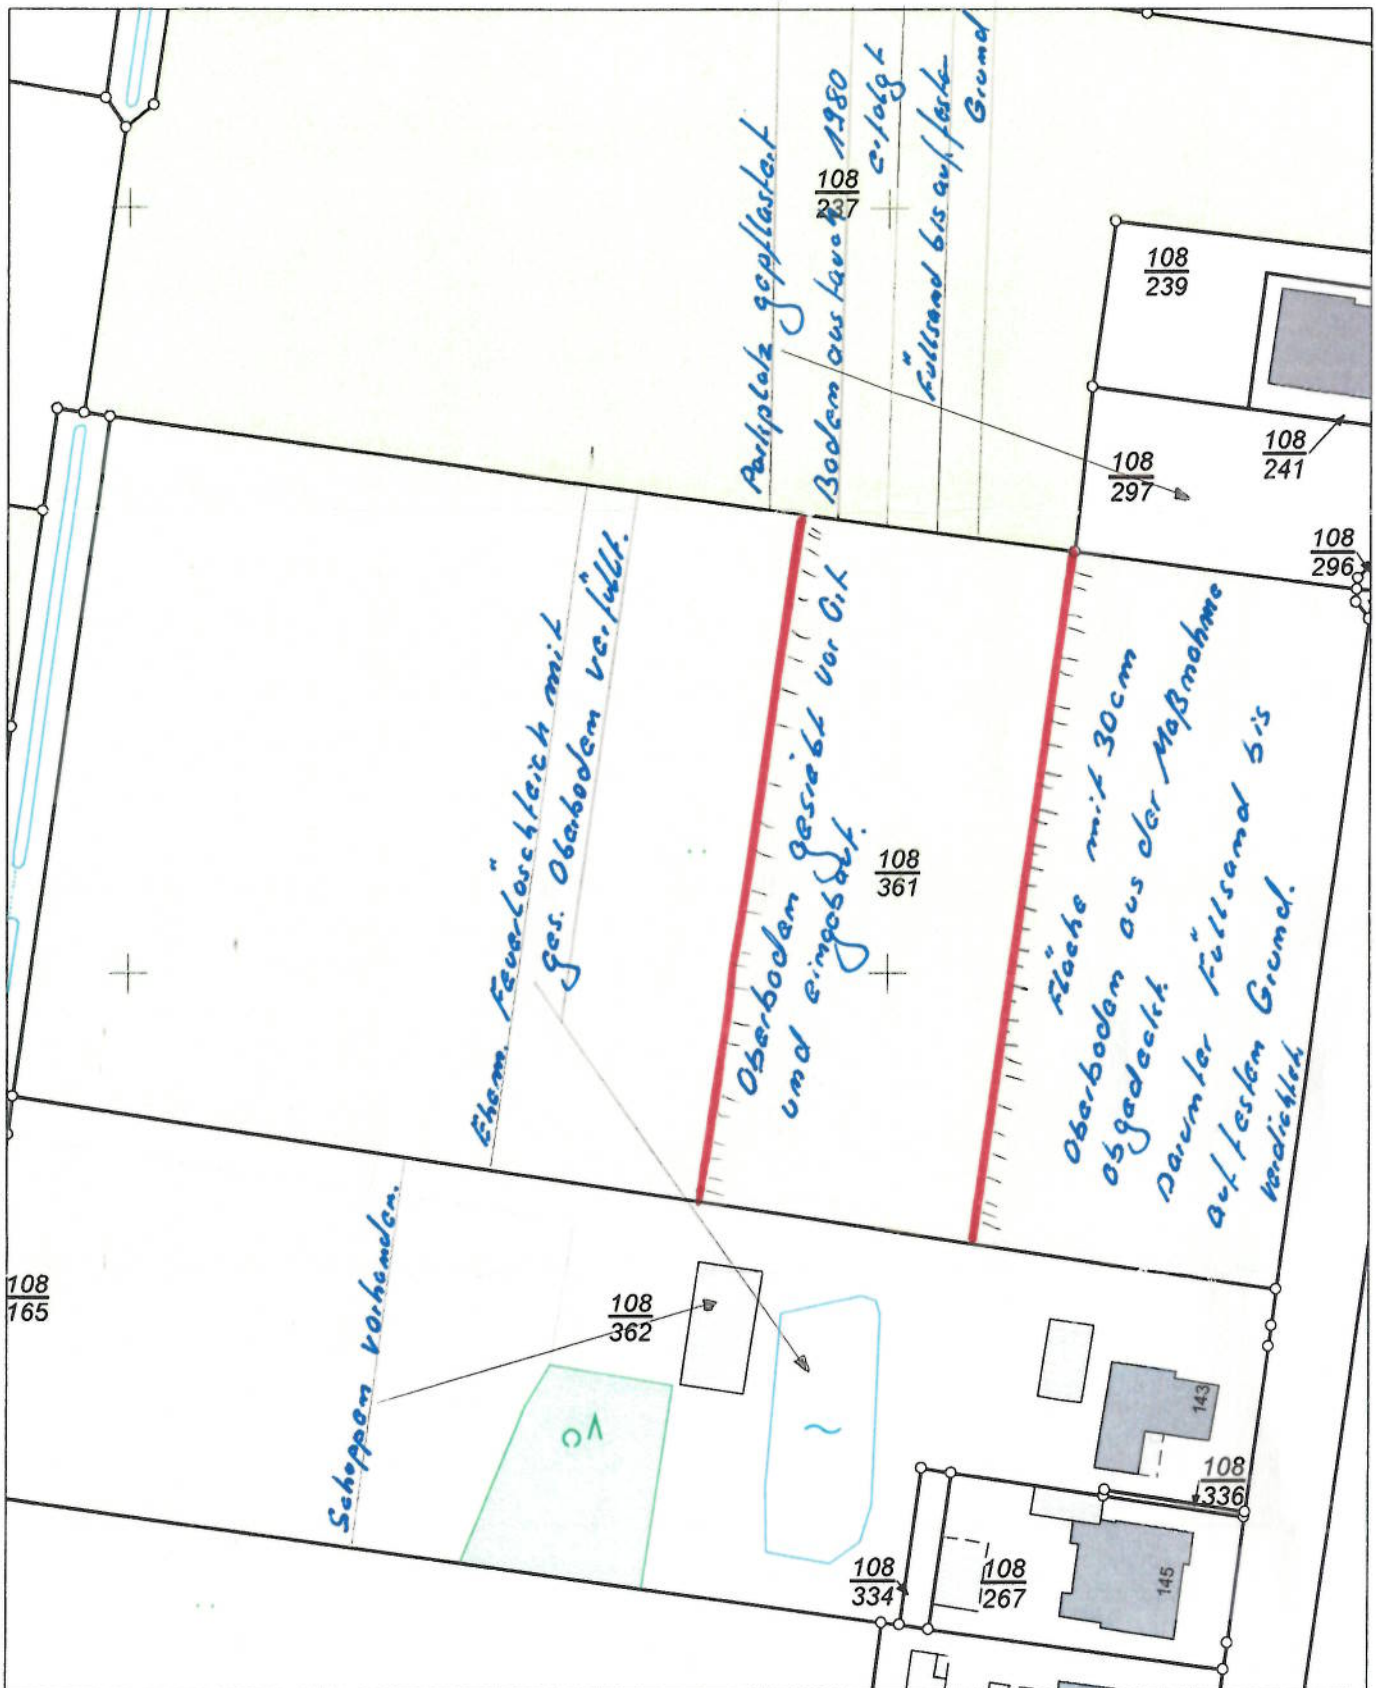 Parkplatz gepflastert
Bodenaustausch 1980
erfolgt
Füllsand bis auf festen
Grund
108
237
108
239
108
241
108
297
108
296
Ehem. Feuerlöschteich mit
ges. Oberboden verfüllt.
Oberboden gesiebt vor Ort
und eingebaut.
108
361
Fläche mit 30cm
Oberboden aus der Maßnahme
abgedeckt.
Darunter Füllsand bis
auf festem Grund.
verdichtet.
108
165
Schoppen vorhanden.
108
362
143
108
336
108
334
108
267
145